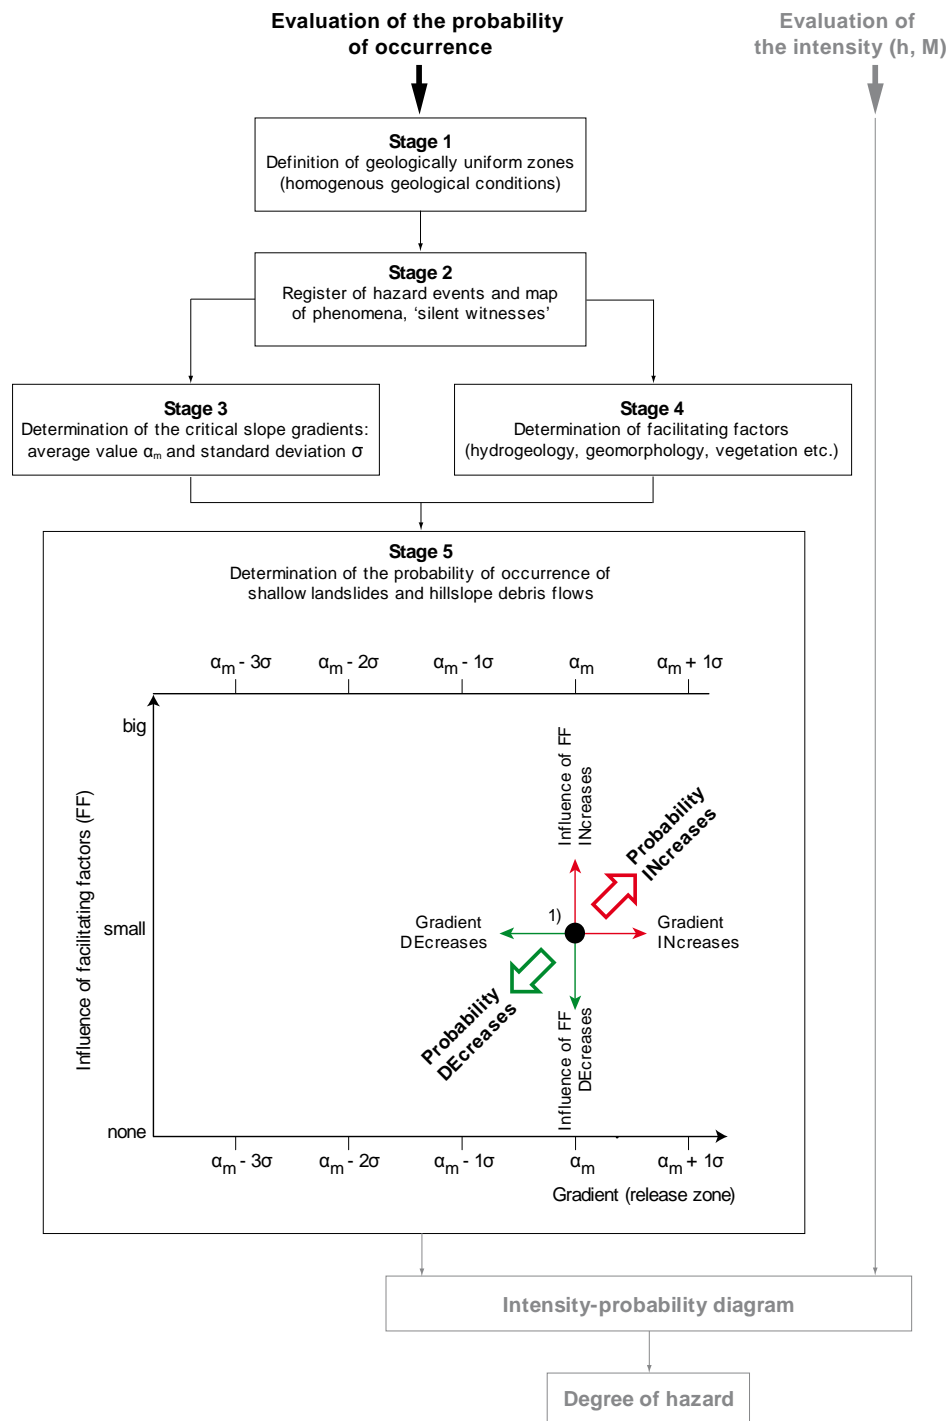 Evaluation of the probability
of occurrence
Evaluation of
the intensity (h, M)
Stage 1
Definition of geologically uniform zones
(homogenous geological conditions)
Stage 2
Register of hazard events and map
of phenomena, ‘silent witnesses’
Stage 3
Determination of the critical slope gradients:
average value αm and standard deviation σ
Stage 4
Determination of facilitating factors
(hydrogeology, geomorphology, vegetation etc.)
Stage 5
Determination of the probability of occurrence of
shallow landslides and hillslope debris flows
αm - 3σ αm - 2σ αm - 1σ αm αm + 1σ
big
small
none
Influence of facilitating factors (FF)
Influence of FF
INcreases
Probability
INcreases
1)
Gradient
DEcreases
Gradient
INcreases
Probability
DEcreases
Influence of FF
DEcreases
αm - 3σ αm - 2σ αm - 1σ αm αm + 1σ
Gradient (release zone)
Intensity-probability diagram
Degree of hazard